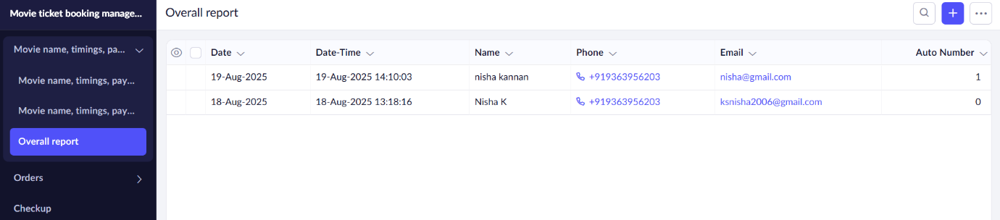 Movie ticket booking manage...
Overall report
Movie name, timings, pa...
Movie name, timings, pay...
Movie name, timings, pay...
Overall report
Orders
Checkup
Date Date-Time Name Phone Email Auto Number
19-Aug-2025 19-Aug-2025 14:10:03 nisha kannan +919363956203 nisha@gmail.com 1
18-Aug-2025 18-Aug-2025 13:18:16 Nisha K +919363956203 ksnisha2006@gmail.com 0